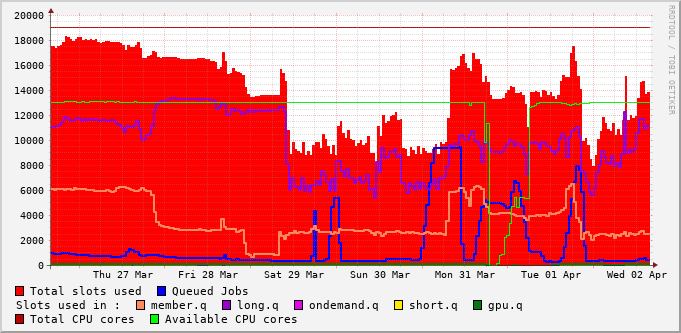 20000
18000
16000
14000
12000
10000
8000
6000
4000
2000
0
Thu 27 Mar Fri 28 Mar Sat 29 Mar Sun 30 Mar Mon 31 Mar Tue 01 Apr Wed 02 Apr
RRDTOOL / TOBI OETIKER
Total slots used Queued Jobs
Slots used in : member.q long.q ondemand.q short.q gpu.q
Total CPU cores Available CPU cores